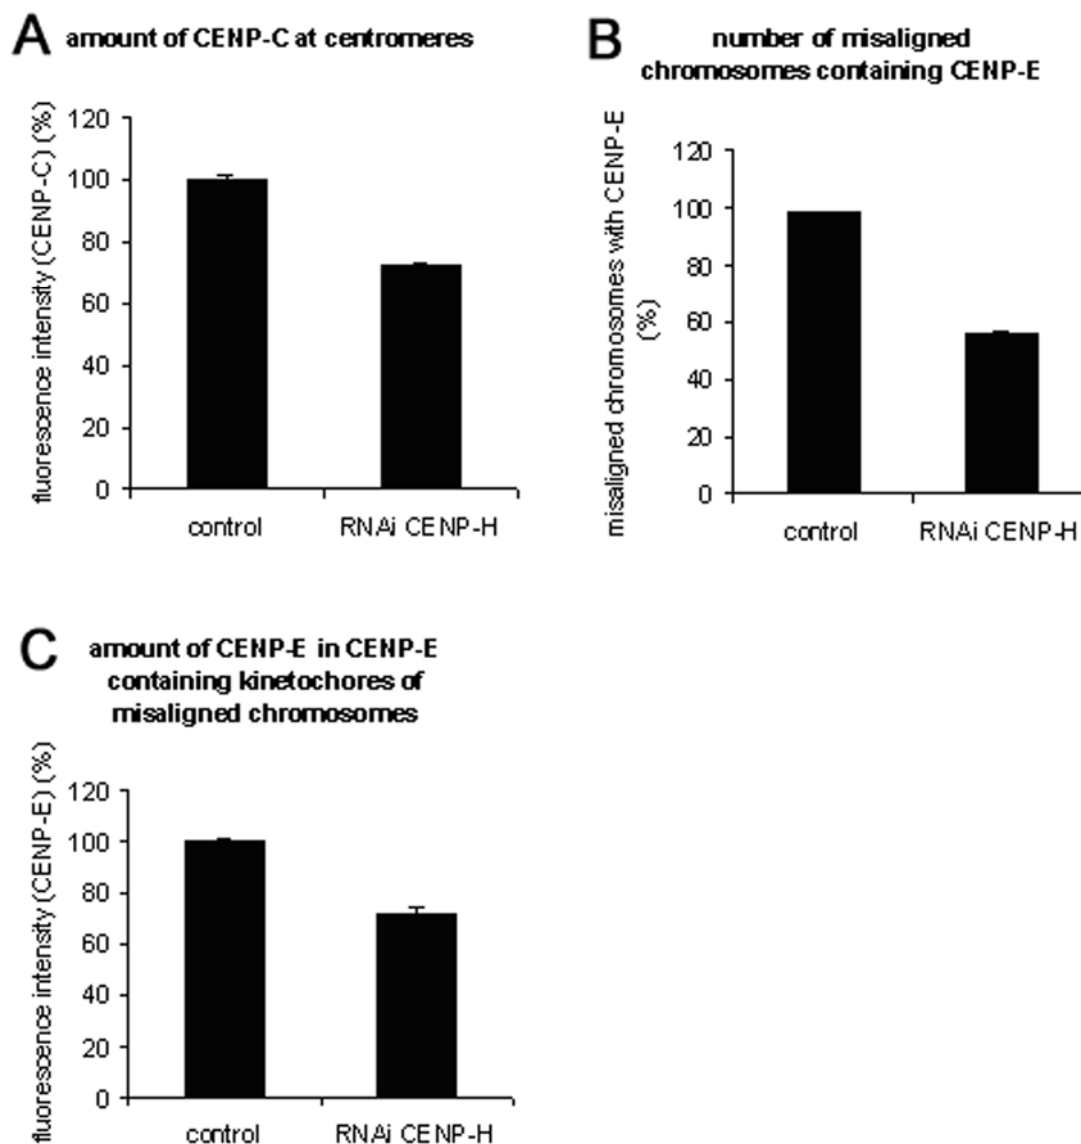 A amount of CENP-C at centromeres
fluorescence intensity (CENP-C) (%)
120
100
80
60
40
20
0
control RNAi CENP-H
B number of misaligned
chromosomes containing CENP-E
misaligned chromosomes with CENP-E
(%)
120
100
80
60
40
20
0
control RNAi CENP-H
C amount of CENP-E in CENP-E
containing kinetochores of
misaligned chromosomes
fluorescence intensity (CENP-E) (%)
120
100
80
60
40
20
0
control RNAi CENP-H